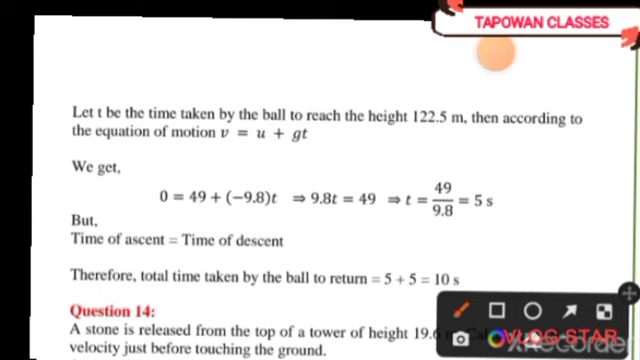 TAPOWAN CLASSES
Let t be the time taken by the ball to reach the height 122.5 m, then according to
the equation of motion v = u + gt
We get,
0 = 49 + (−9.8)t ⇒ 9.8t = 49 ⇒ t = 49/9.8 = 5 s
But,
Time of ascent = Time of descent
Therefore, total time taken by the ball to return = 5 + 5 = 10 s
Question 14:
A stone is released from the top of a tower of height 19.6
VLOG STAR
velocity just before touching the ground.